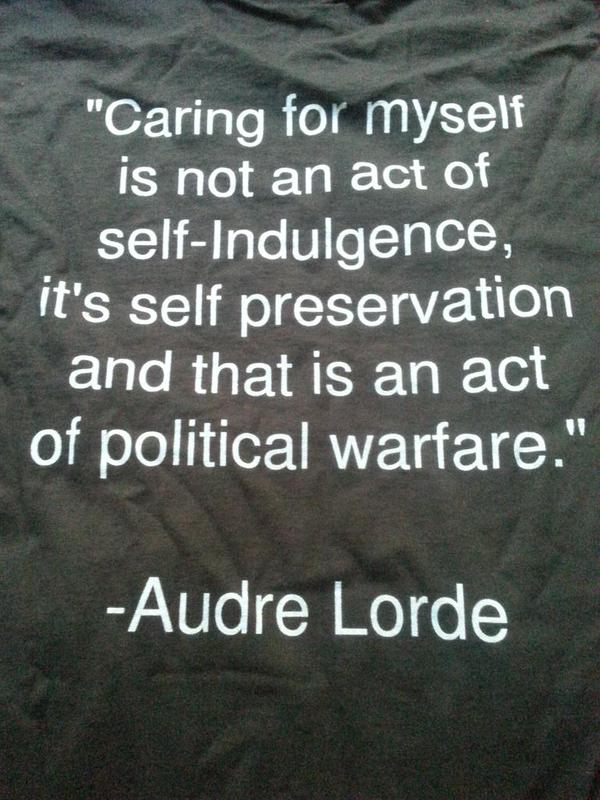 "Caring for myself
is not an act of
self-Indulgence,
it's self preservation
and that is an act
of political warfare."
-Audre Lorde